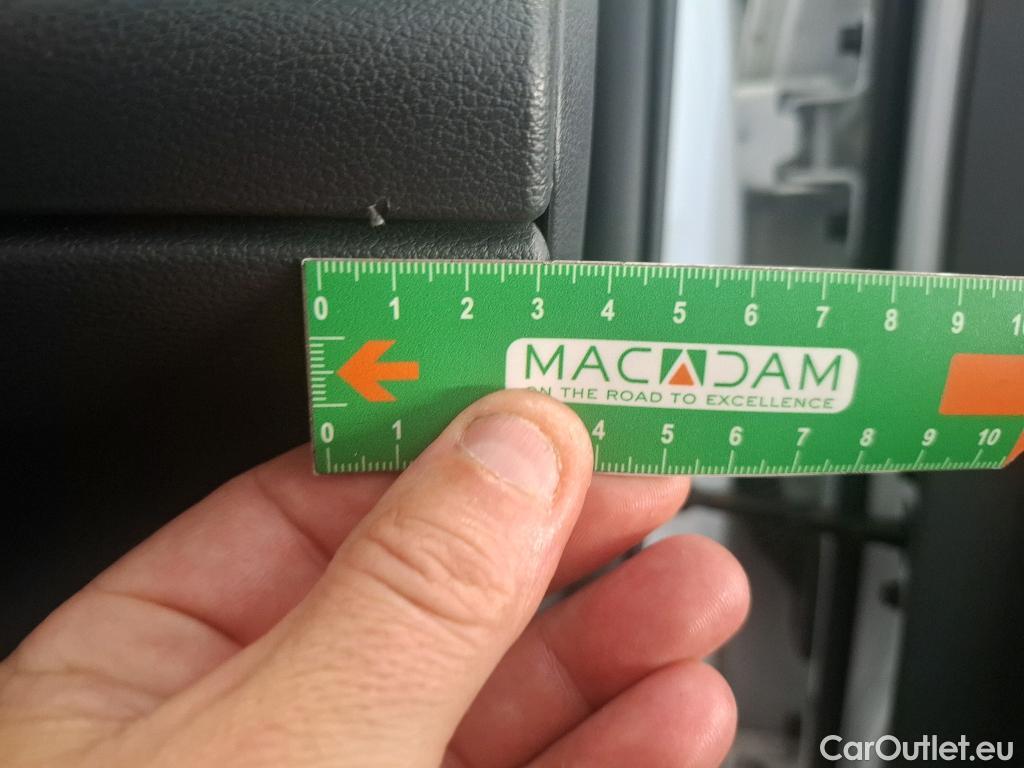 0 1 2 3 4 5 6 7 8 9
MACADAM
ON THE ROAD TO EXCELLENCE
0 1 4 5 6 7 8 9 10
CarOutlet.eu